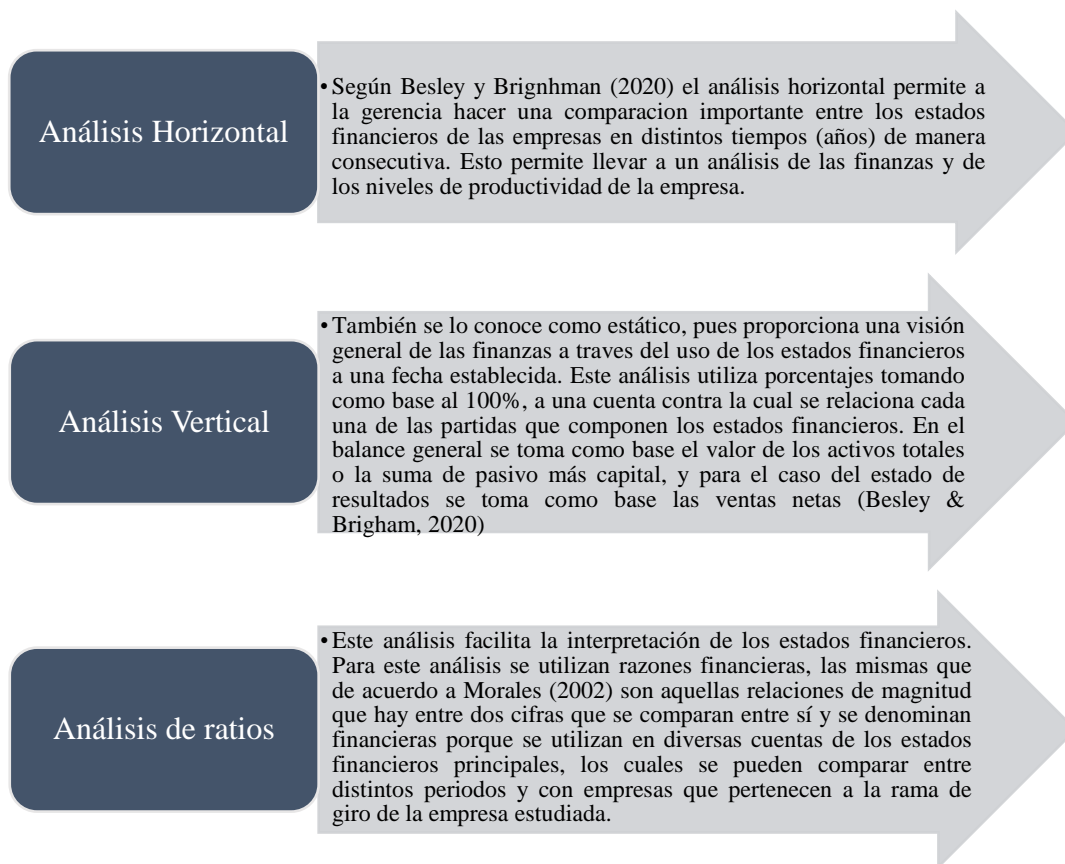 Análisis Horizontal
• Según Besley y Brignhman (2020) el análisis horizontal permite a
la gerencia hacer una comparacion importante entre los estados
financieros de las empresas en distintos tiempos (años) de manera
consecutiva. Esto permite llevar a un análisis de las finanzas y de
los niveles de productividad de la empresa.
Análisis Vertical
• También se lo conoce como estático, pues proporciona una visión
general de las finanzas a traves del uso de los estados financieros
a una fecha establecida. Este análisis utiliza porcentajes tomando
como base al 100%, a una cuenta contra la cual se relaciona cada
una de las partidas que componen los estados financieros. En el
balance general se toma como base el valor de los activos totales
o la suma de pasivo más capital, y para el caso del estado de
resultados se toma como base las ventas netas (Besley &
Brigham, 2020)
Análisis de ratios
• Este análisis facilita la interpretación de los estados financieros.
Para este análisis se utilizan razones financieras, las mismas que
de acuerdo a Morales (2002) son aquellas relaciones de magnitud
que hay entre dos cifras que se comparan entre sí y se denominan
financieras porque se utilizan en diversas cuentas de los estados
financieros principales, los cuales se pueden comparar entre
distintos periodos y con empresas que pertenecen a la rama de
giro de la empresa estudiada.